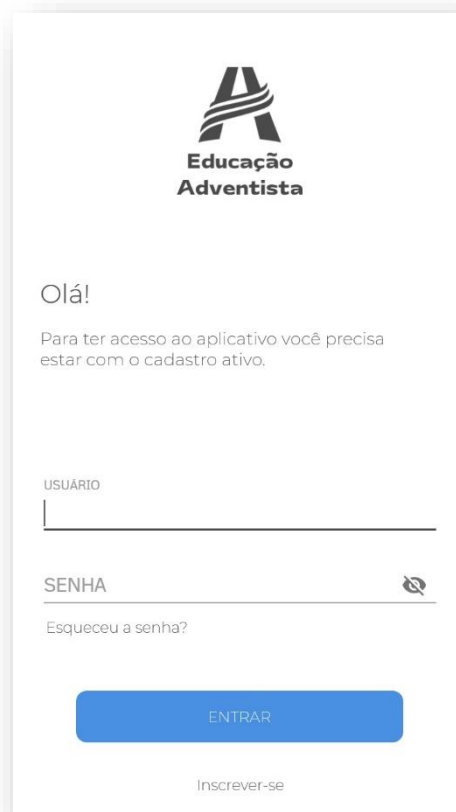 Educação
Adventista
Olá!
Para ter acesso ao aplicativo você precisa
estar com o cadastro ativo.
USUÁRIO
SENHA
Esqueceu a senha?
ENTRAR
Inscrever-se